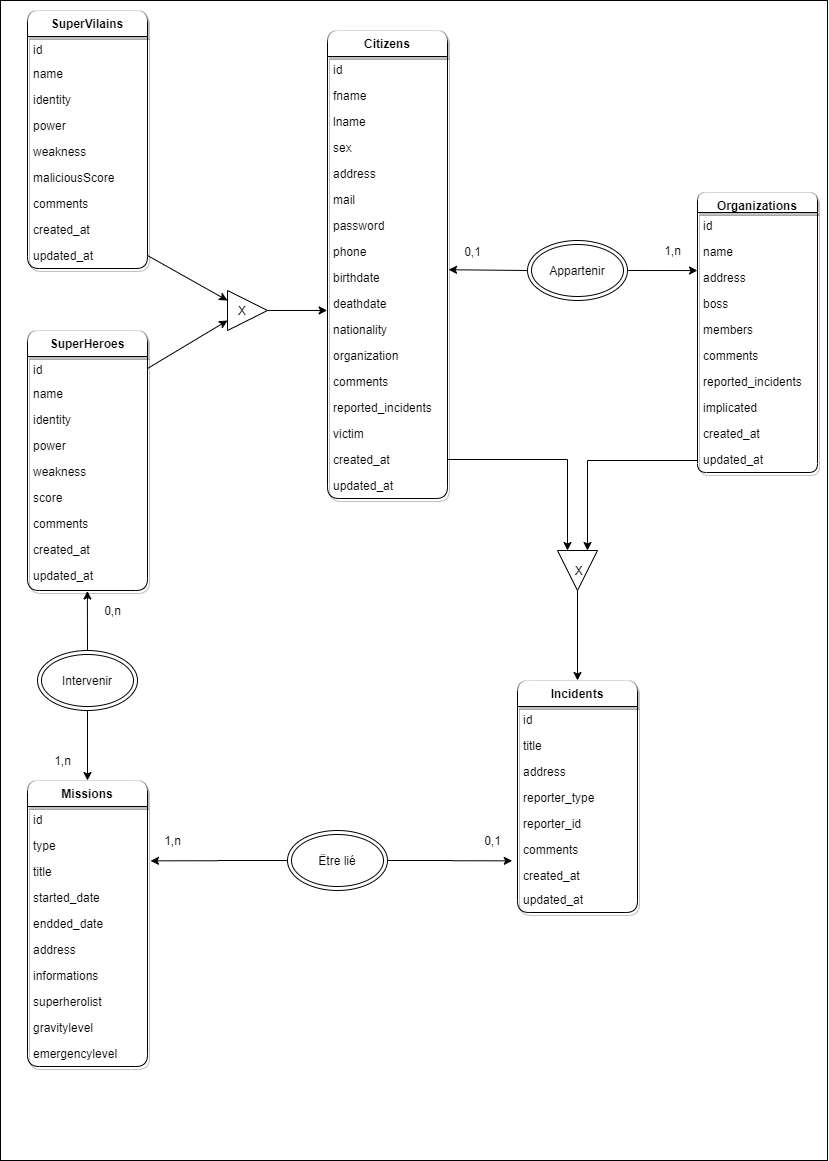 SuperVilains
id
name
identity
power
weakness
maliciousScore
comments
created_at
updated_at
Citizens
id
fname
lname
sex
address
mail
password
phone
birthdate
deathdate
nationality
organization
comments
reported_incidents
victim
created_at
updated_at
0,1
Appartenir
1,n
Organizations
id
name
address
boss
members
comments
reported_incidents
implicated
created_at
updated_at
X
SuperHeroes
id
name
identity
power
weakness
score
comments
created_at
updated_at
X
0,n
Intervenir
1,n
Incidents
id
title
address
reporter_type
reporter_id
comments
created_at
updated_at
Missions
id
type
title
started_date
endded_date
address
informations
superherolist
gravitylevel
emergencylevel
1,n
Être lié
0,1